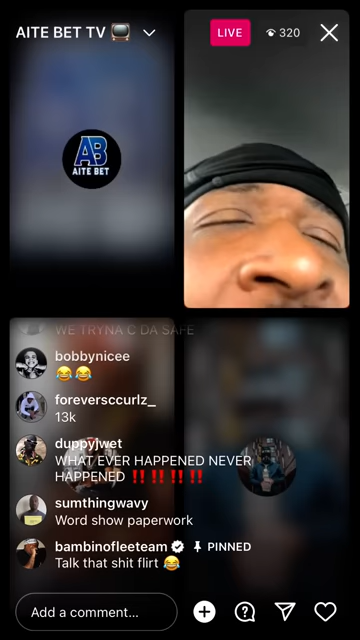 AITE BET TV 📺
LIVE
320
AB
AITE BET
WE TRYNA C DA SAFE
bobbynicee
😂😂
foreversccurlz_
13k
duppyjwet
WHAT EVER HAPPENED NEVER
HAPPENED ‼️‼️‼️‼️
sumthingwavy
Word show paperwork
bambinofleeteam PINNED
Talk that shit flirt 😂
Add a comment...